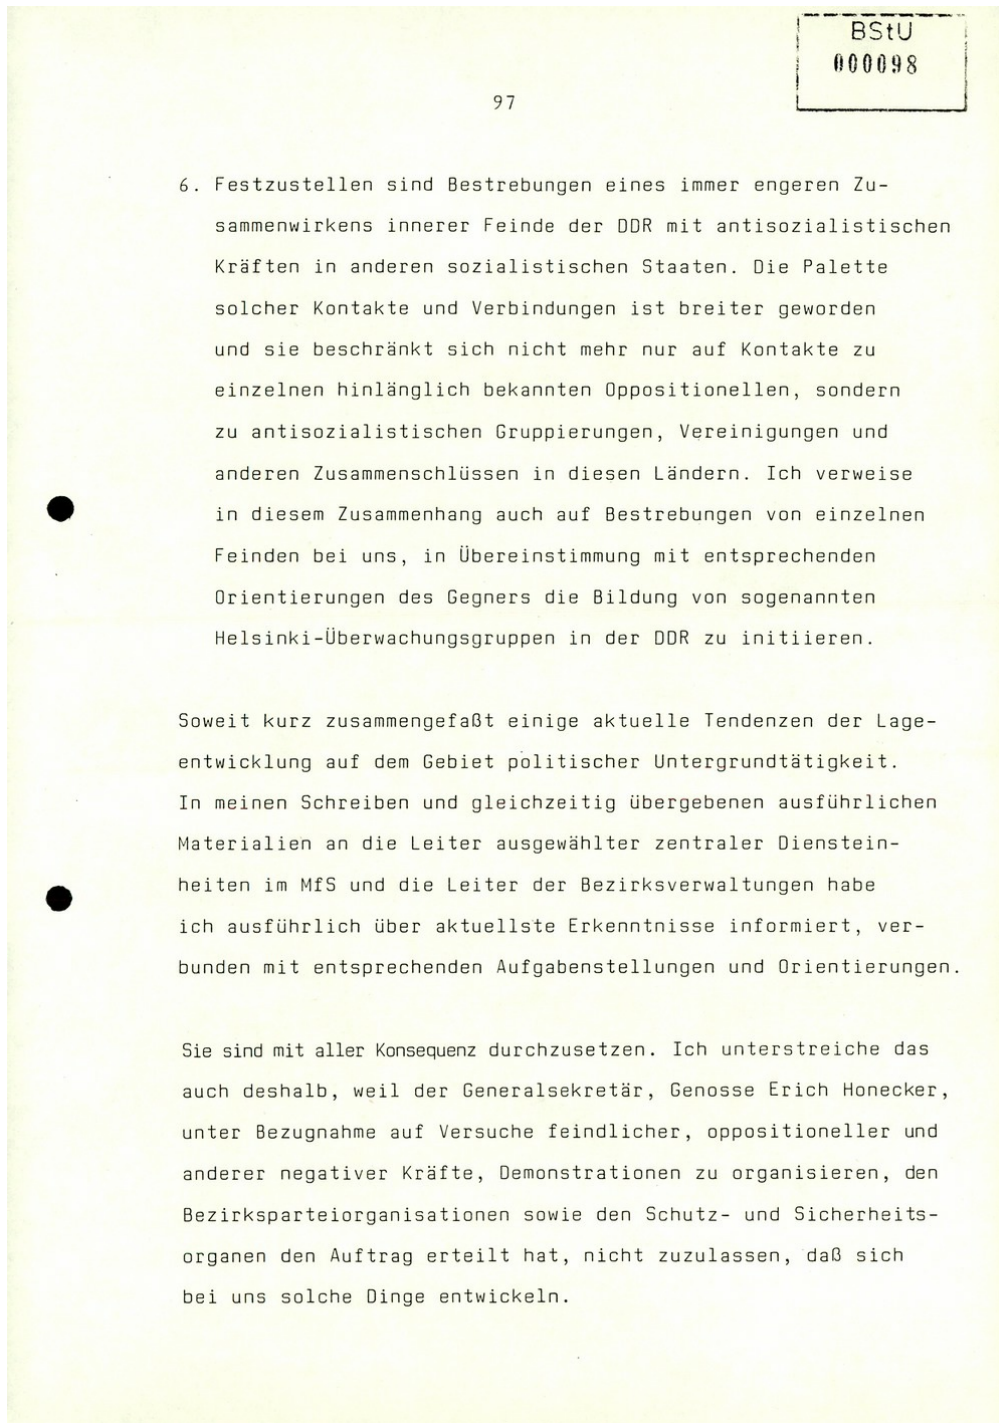 BStU
000098
97
6. Festzustellen sind Bestrebungen eines immer engeren Zu-
sammenwirkens innerer Feinde der DDR mit antisozialistischen
Kräften in anderen sozialistischen Staaten. Die Palette
solcher Kontakte und Verbindungen ist breiter geworden
und sie beschränkt sich nicht mehr nur auf Kontakte zu
einzelnen hinlänglich bekannten Oppositionellen, sondern
zu antisozialistischen Gruppierungen, Vereinigungen und
anderen Zusammenschlüssen in diesen Ländern. Ich verweise
in diesem Zusammenhang auch auf Bestrebungen von einzelnen
Feinden bei uns, in Übereinstimmung mit entsprechenden
Orientierungen des Gegners die Bildung von sogenannten
Helsinki-Überwachungsgruppen in der DDR zu initiieren.
Soweit kurz zusammengefaßt einige aktuelle Tendenzen der Lage-
entwicklung auf dem Gebiet politischer Untergrundtätigkeit.
In meinen Schreiben und gleichzeitig übergebenen ausführlichen
Materialien an die Leiter ausgewählter zentraler Dienstein-
heiten im MfS und die Leiter der Bezirksverwaltungen habe
ich ausführlich über aktuellste Erkenntnisse informiert, ver-
bunden mit entsprechenden Aufgabenstellungen und Orientierungen.
Sie sind mit aller Konsequenz durchzusetzen. Ich unterstreiche das
auch deshalb, weil der Generalsekretär, Genosse Erich Honecker,
unter Bezugnahme auf Versuche feindlicher, oppositioneller und
anderer negativer Kräfte, Demonstrationen zu organisieren, den
Bezirksparteiorganisationen sowie den Schutz- und Sicherheits-
organen den Auftrag erteilt hat, nicht zuzulassen, daß sich
bei uns solche Dinge entwickeln.